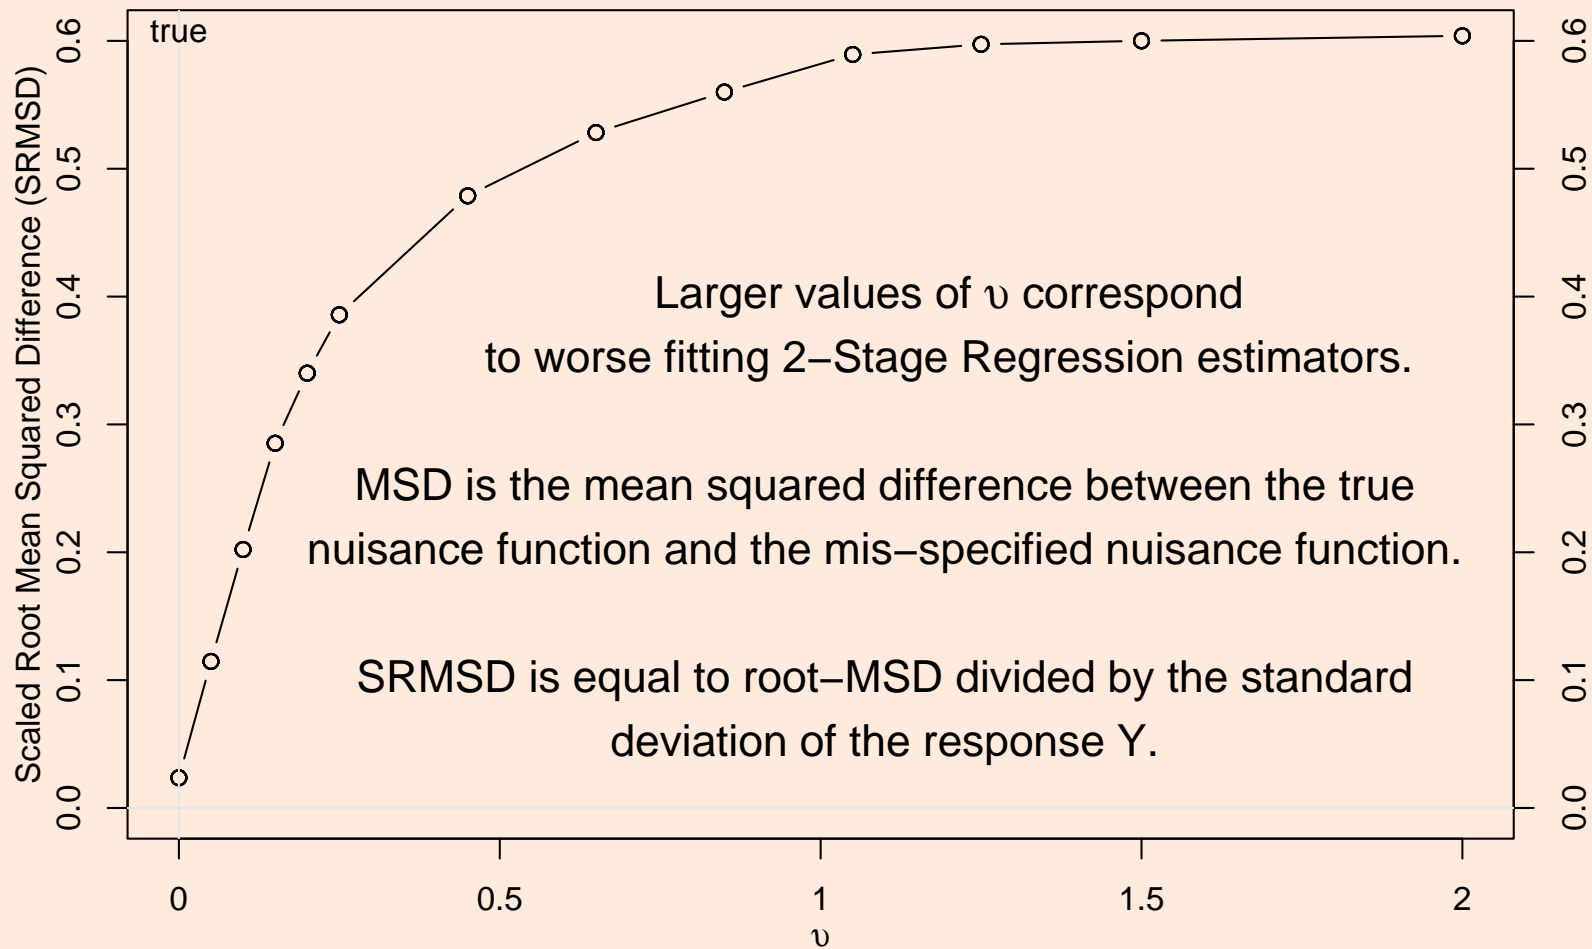 true
Scaled Root Mean Squared Difference (SRMSD)
0.6
0.5
0.4
0.3
0.2
0.1
0.0
Larger values of υ correspond
to worse fitting 2−Stage Regression estimators.
MSD is the mean squared difference between the true
nuisance function and the mis−specified nuisance function.
SRMSD is equal to root−MSD divided by the standard
deviation of the response Y.
0.6
0.5
0.4
0.3
0.2
0.1
0.0
0 0.5 1 1.5 2
υ